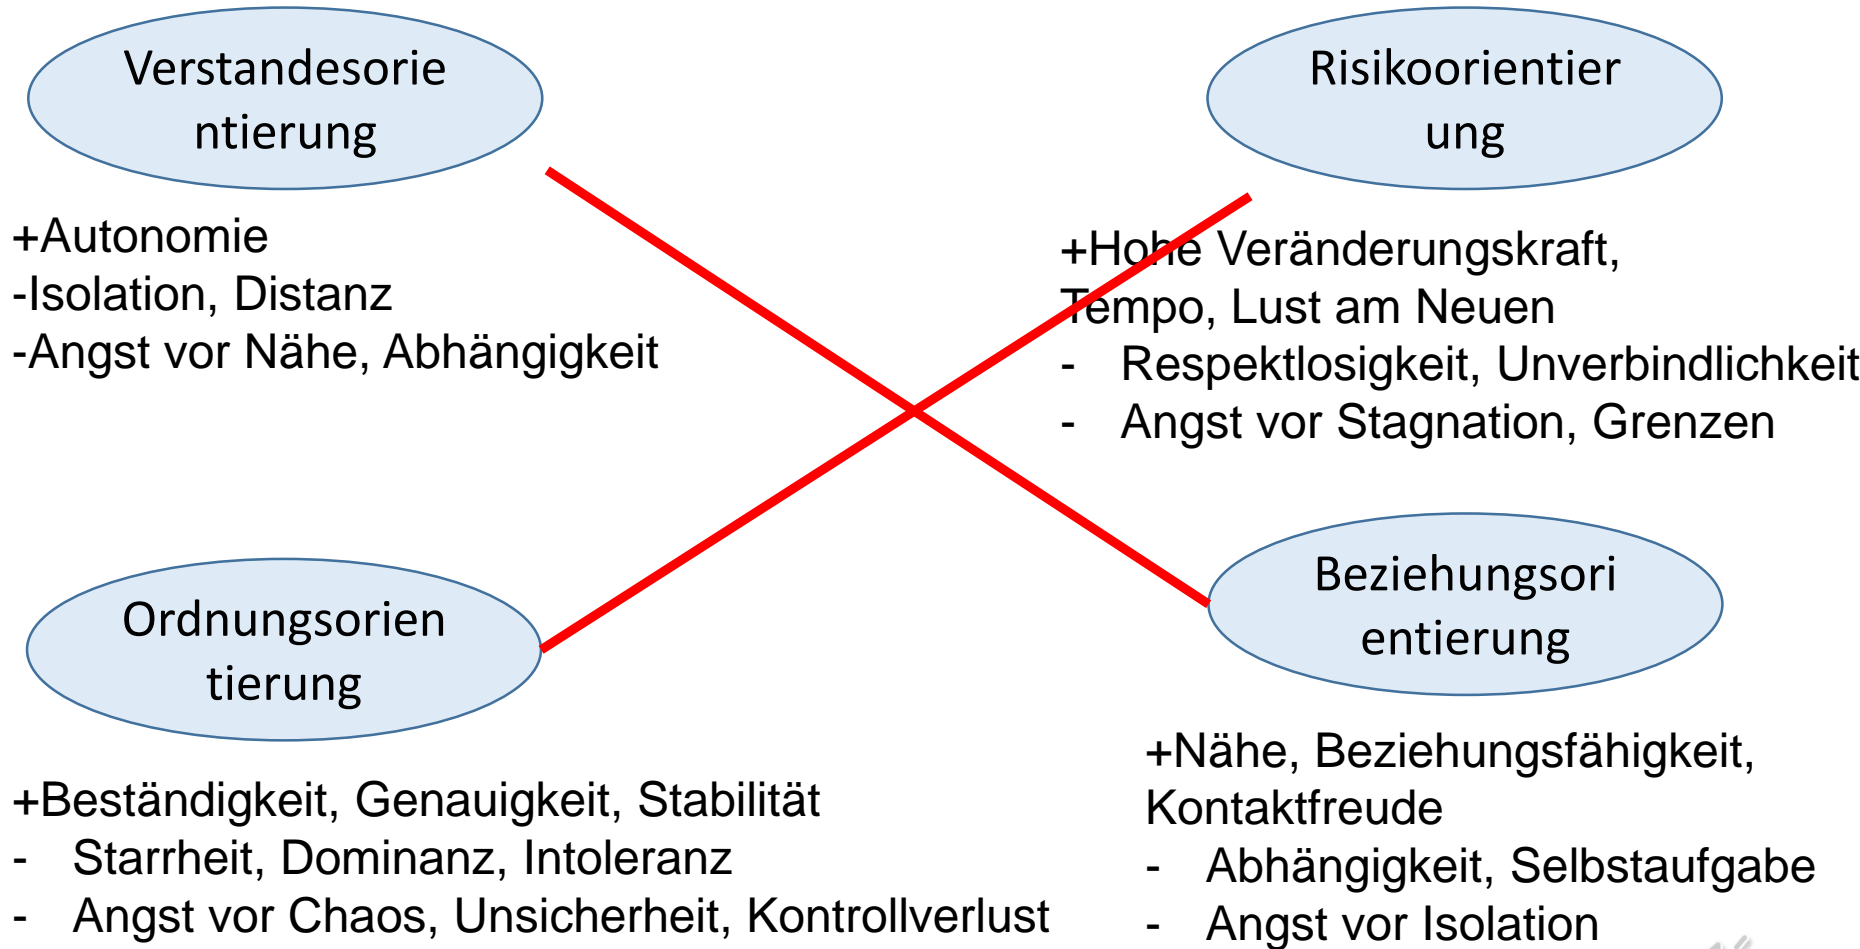 Verstandesorie
ntierung
+Autonomie
-Isolation, Distanz
-Angst vor Nähe, Abhängigkeit
Risikoorientier
ung
+Hohe Veränderungskraft,
Tempo, Lust am Neuen
- Respektlosigkeit, Unverbindlichkeit
- Angst vor Stagnation, Grenzen
Ordnungsorien
tierung
+Beständigkeit, Genauigkeit, Stabilität
- Starrheit, Dominanz, Intoleranz
- Angst vor Chaos, Unsicherheit, Kontrollverlust
Beziehungsori
entierung
+Nähe, Beziehungsfähigkeit,
Kontaktfreude
- Abhängigkeit, Selbstaufgabe
- Angst vor Isolation